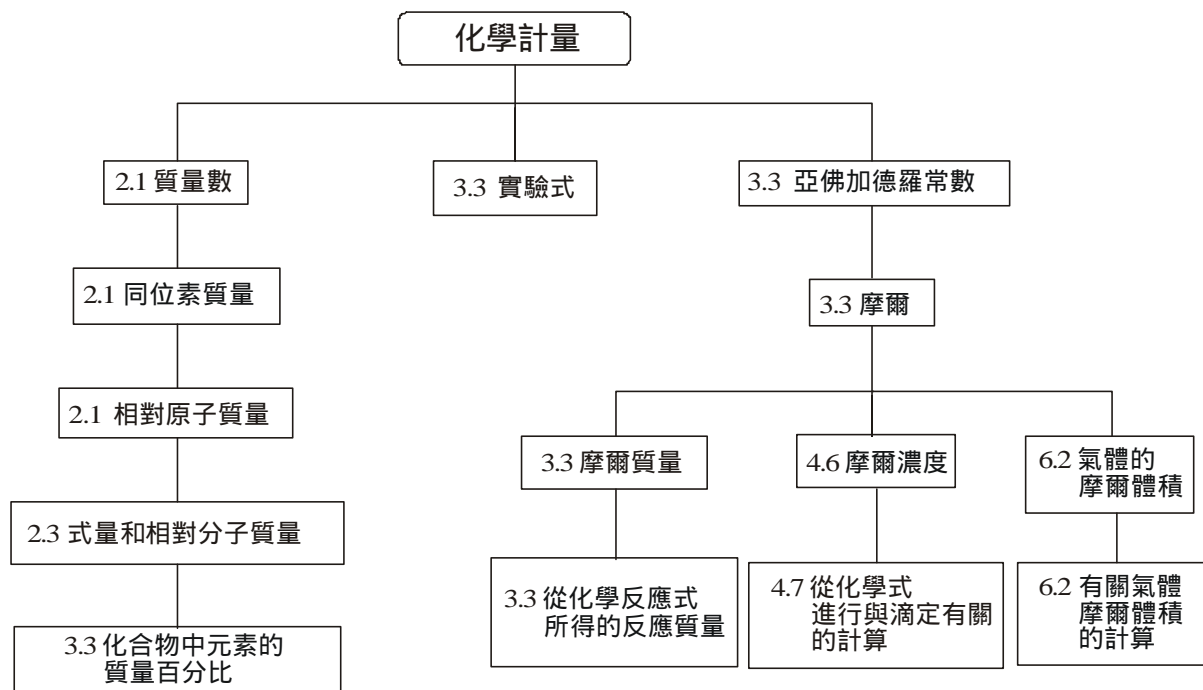 化學計量
2.1 質量數
3.3 實驗式
3.3 亞佛加德羅常數
2.1 同位素質量
3.3 摩爾
2.1 相對原子質量
3.3 摩爾質量
4.6 摩爾濃度
6.2 氣體的
摩爾體積
2.3 式量和相對分子質量
3.3 從化學反應式
所得的反應質量
4.7 從化學式
進行與滴定有關
的計算
6.2 有關氣體
摩爾體積
的計算
3.3 化合物中元素的
質量百分比